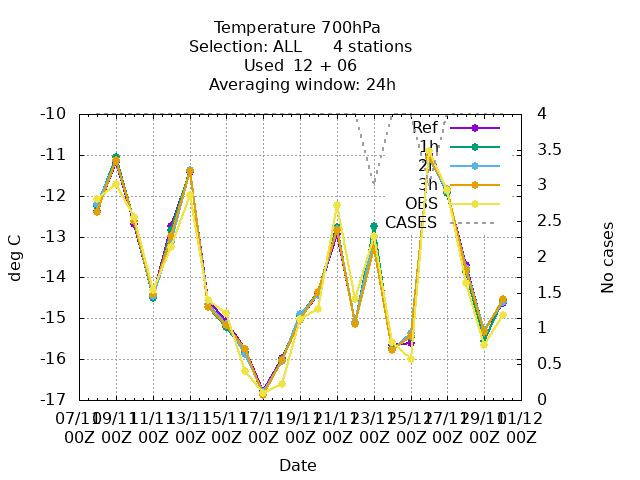 Temperature 700hPa
Selection: ALL      4 stations
Used  12 + 06
Averaging window: 24h
-10
-11
-12
-13
-14
-15
-16
-17
deg C
4
3.5
3
2.5
2
1.5
1
0.5
0
No cases
Ref
1h
2h
3h
OBS
CASES
07/11 09/11 11/11 13/11 15/11 17/11 19/11 21/11 23/11 25/11 27/11 29/11 01/12
00Z 00Z 00Z 00Z 00Z 00Z 00Z 00Z 00Z 00Z 00Z 00Z 00Z
Date